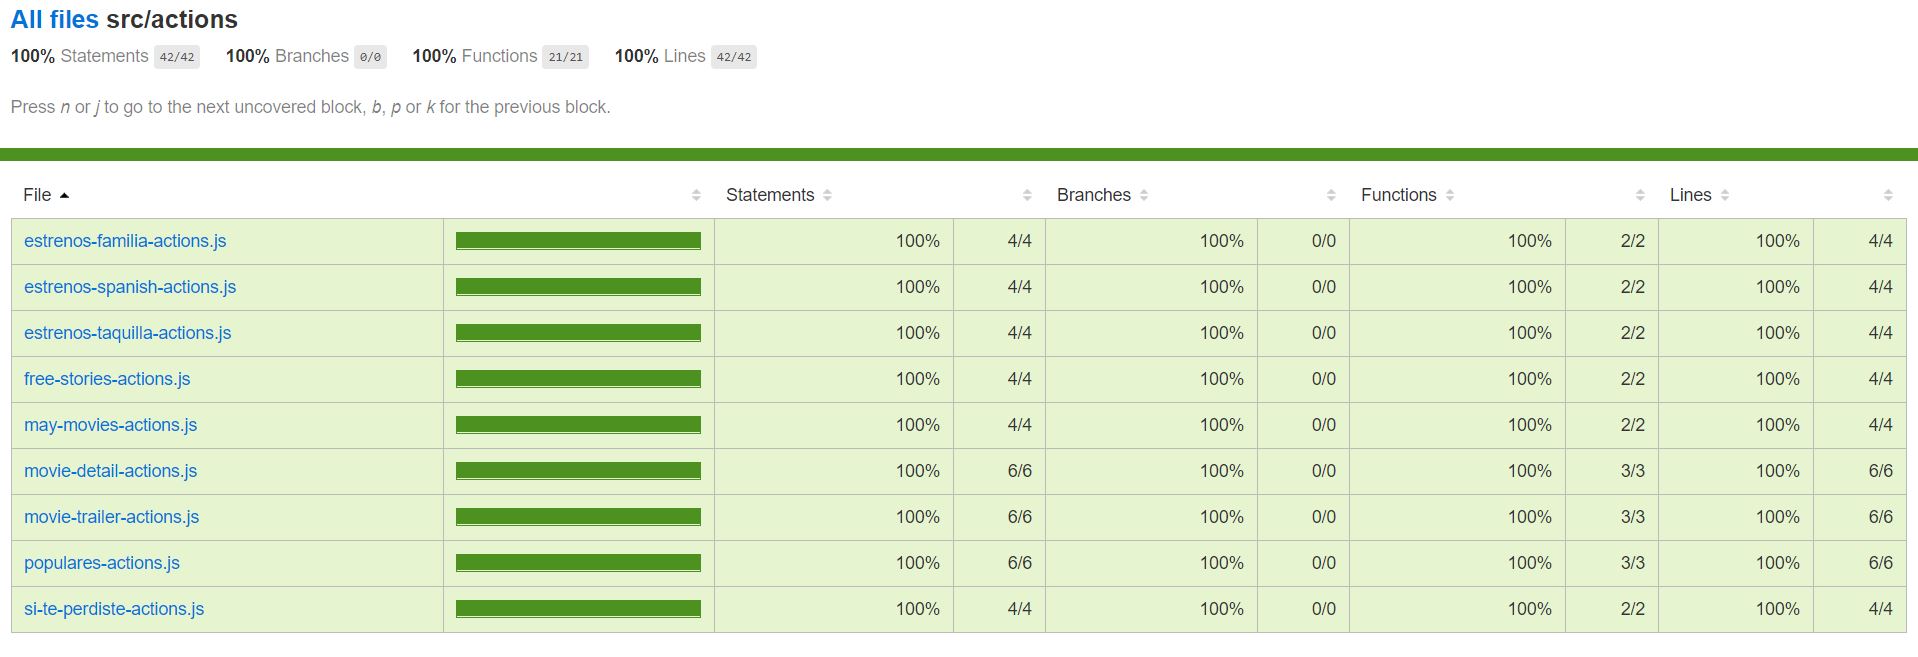 All files src/actions
100% Statements 42/42 100% Branches 0/0 100% Functions 21/21 100% Lines 42/42
Press n or j to go to the next uncovered block, b, p or k for the previous block.
File Statements Branches Functions Lines
estrenos-familia-actions.js 100% 4/4 100% 0/0 100% 2/2 100% 4/4
estrenos-spanish-actions.js 100% 4/4 100% 0/0 100% 2/2 100% 4/4
estrenos-taquilla-actions.js 100% 4/4 100% 0/0 100% 2/2 100% 4/4
free-stories-actions.js 100% 4/4 100% 0/0 100% 2/2 100% 4/4
may-movies-actions.js 100% 4/4 100% 0/0 100% 2/2 100% 4/4
movie-detail-actions.js 100% 6/6 100% 0/0 100% 3/3 100% 6/6
movie-trailer-actions.js 100% 6/6 100% 0/0 100% 3/3 100% 6/6
populares-actions.js 100% 6/6 100% 0/0 100% 3/3 100% 6/6
si-te-perdiste-actions.js 100% 4/4 100% 0/0 100% 2/2 100% 4/4